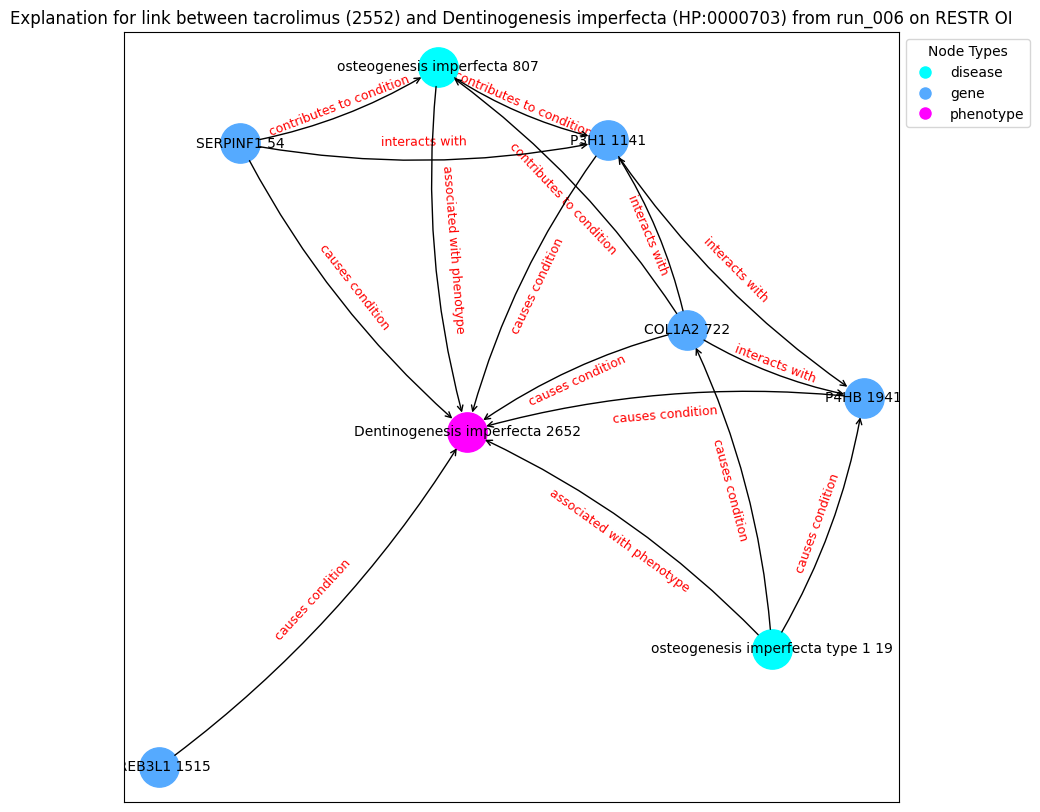 Explanation for link between tacrolimus (2552) and Dentinogenesis imperfecta (HP:0000703) from run_006 on RESTR OI
Node Types
disease
gene
phenotype
osteogenesis imperfecta 807
contributes to condition
contributes to condition
SERPINF1 54
interacts with
P3H1 1141
contributes to condition
associated with phenotype
interacts with
interacts with
causes condition
causes condition
COL1A2 722
interacts with
causes condition
P4HB 1941
causes condition
Dentinogenesis imperfecta 2652
causes condition
causes condition
associated with phenotype
causes condition
osteogenesis imperfecta type 1 19
REB3L1 1515